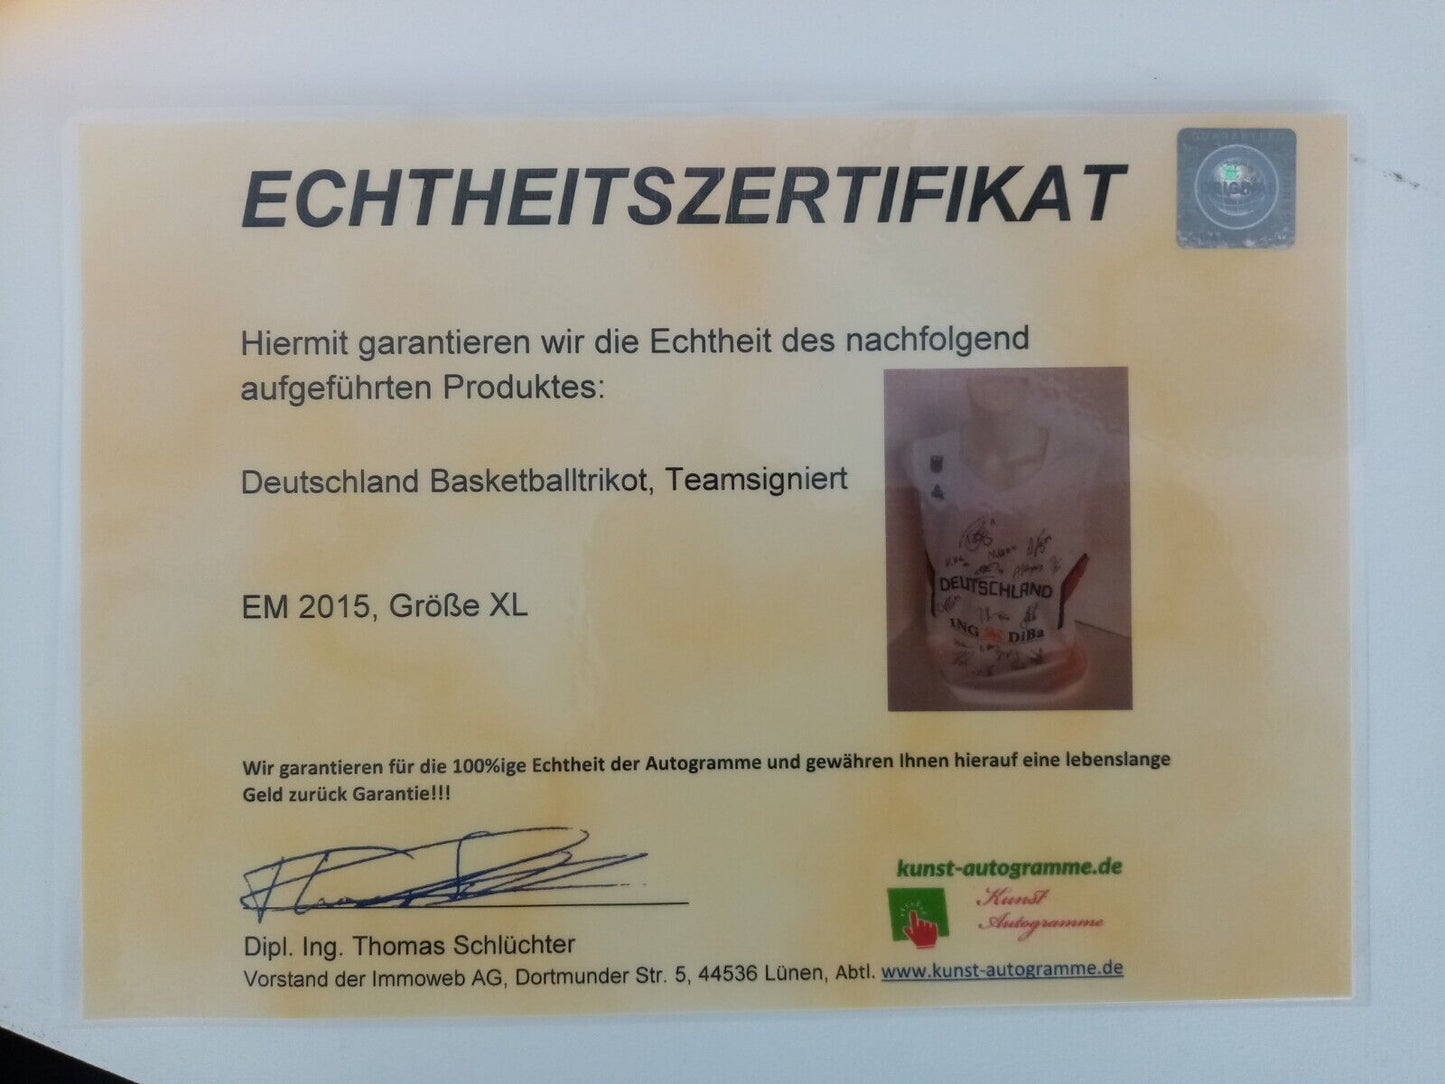 ECHTHEITSZERTIFIKAT
Hiermit garantieren wir die Echtheit des nachfolgend
aufgeführten Produktes:
Deutschland Basketballtrikot, Teamsigniert
EM 2015, Größe XL
DEUTSCHLAND
ING DiBa
Wir garantieren für die 100%ige Echtheit der Autogramme und gewähren Ihnen hierauf eine lebenslange
Geld zurück Garantie!!!
kunst-autogramme.de
Kunst
Autogramme
Dipl. Ing. Thomas Schlüchter
Vorstand der Immoweb AG, Dortmunder Str. 5, 44536 Lünen, Abtl. www.kunst-autogramme.de